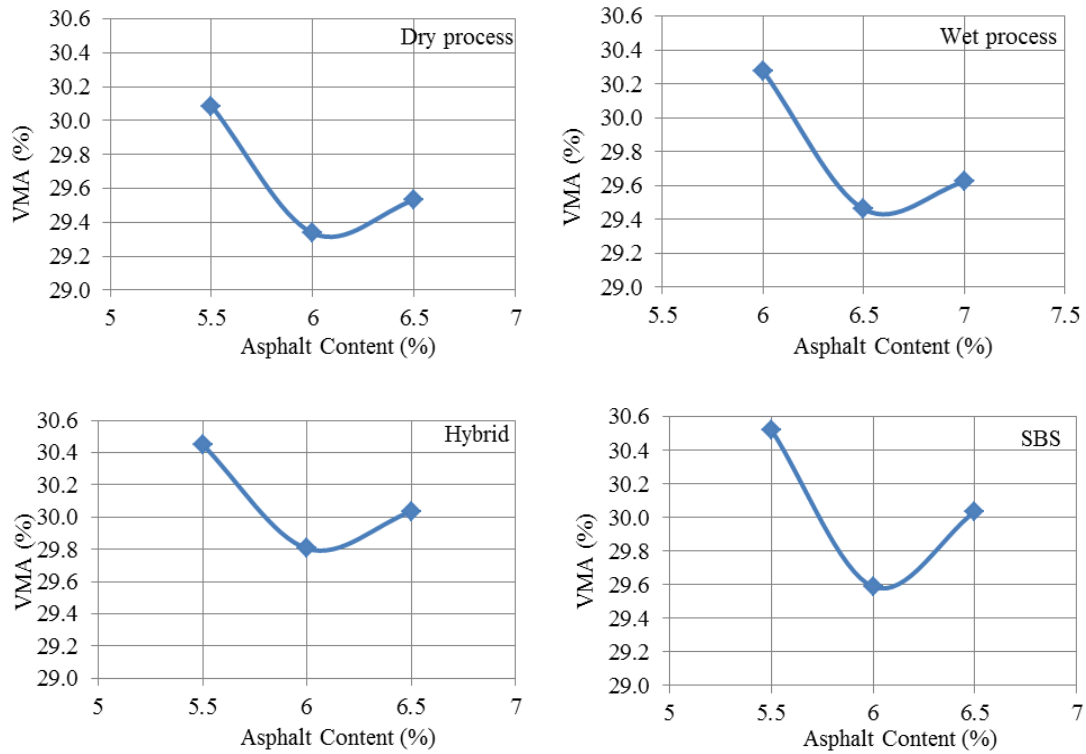 Dry process
30.6
30.4
30.2
30.0
29.8
29.6
29.4
29.2
29.0
VMA (%)
5 5.5 6 6.5 7
Asphalt Content (%)
Wet process
30.6
30.4
30.2
30.0
29.8
29.6
29.4
29.2
29.0
VMA (%)
5.5 6 6.5 7 7.5
Asphalt Content (%)
Hybrid
30.6
30.4
30.2
30.0
29.8
29.6
29.4
29.2
29.0
VMA (%)
5 5.5 6 6.5 7
Asphalt Content (%)
SBS
30.6
30.4
30.2
30.0
29.8
29.6
29.4
29.2
29.0
VMA (%)
5 5.5 6 6.5 7
Asphalt Content (%)